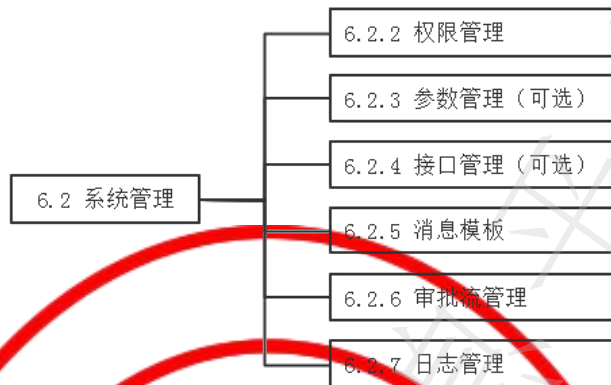 6.2.2 权限管理
6.2.3 参数管理（可选）
6.2.4 接口管理（可选）
6.2 系统管理
6.2.5 消息模板
6.2.6 审批流管理
6.2.7 日志管理